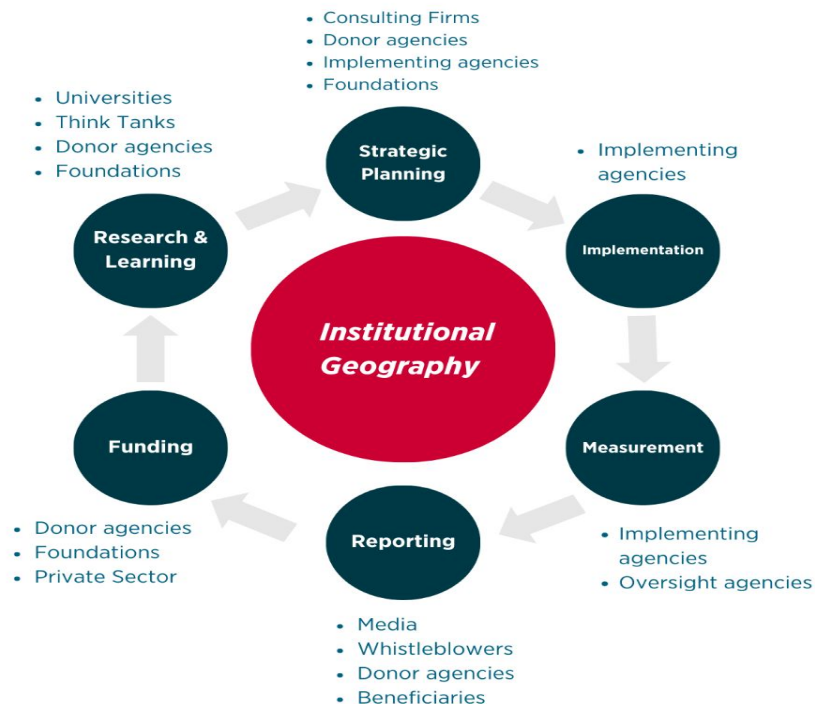 • Consulting Firms
• Donor agencies
• Implementing agencies
• Foundations
Strategic
Planning
• Implementing
agencies
Implementation
Measurement
• Implementing
agencies
• Oversight agencies
Reporting
• Media
• Whistleblowers
• Donor agencies
• Beneficiaries
Funding
• Donor agencies
• Foundations
• Private Sector
• Universities
• Think Tanks
• Donor agencies
• Foundations
Research &
Learning
Institutional
Geography